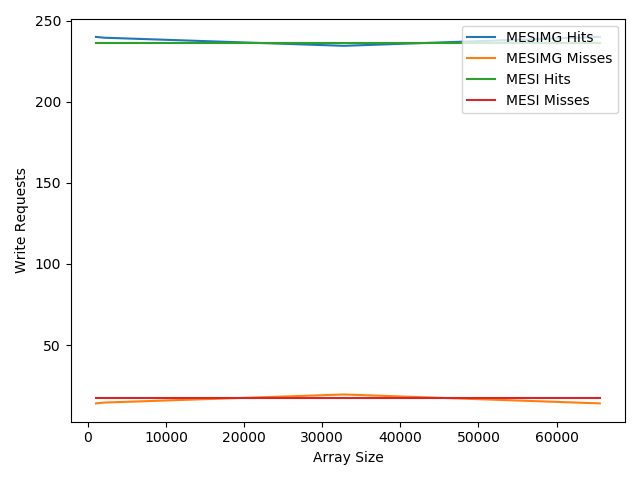 250
200
150
100
50
Write Requests
0 10000 20000 30000 40000 50000 60000
Array Size
MESIMG Hits
MESIMG Misses
MESI Hits
MESI Misses